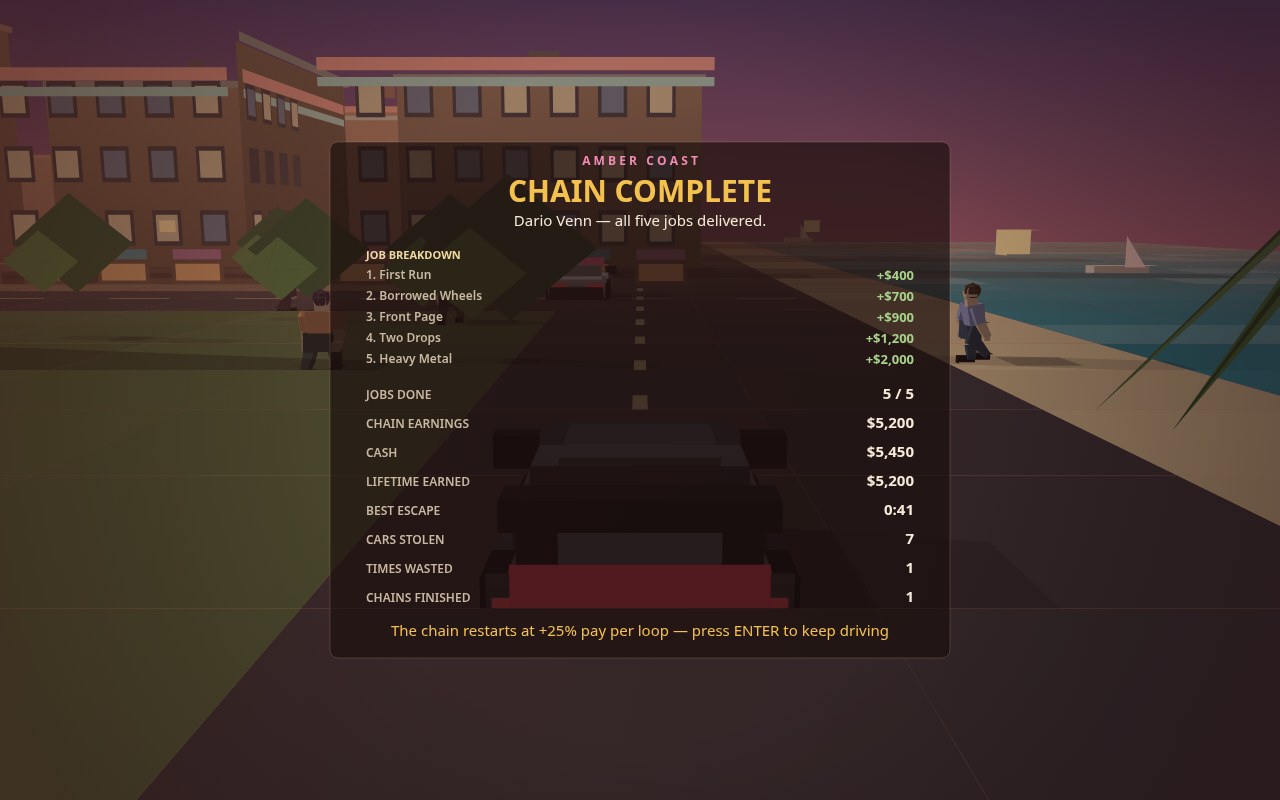 AMBER COAST
CHAIN COMPLETE
Dario Venn — all five jobs delivered.
JOB BREAKDOWN
1. First Run +$400
2. Borrowed Wheels +$700
3. Front Page +$900
4. Two Drops +$1,200
5. Heavy Metal +$2,000
JOBS DONE 5 / 5
CHAIN EARNINGS $5,200
CASH $5,450
LIFETIME EARNED $5,200
BEST ESCAPE 0:41
CARS STOLEN 7
TIMES WASTED 1
CHAINS FINISHED 1
The chain restarts at +25% pay per loop — press ENTER to keep driving